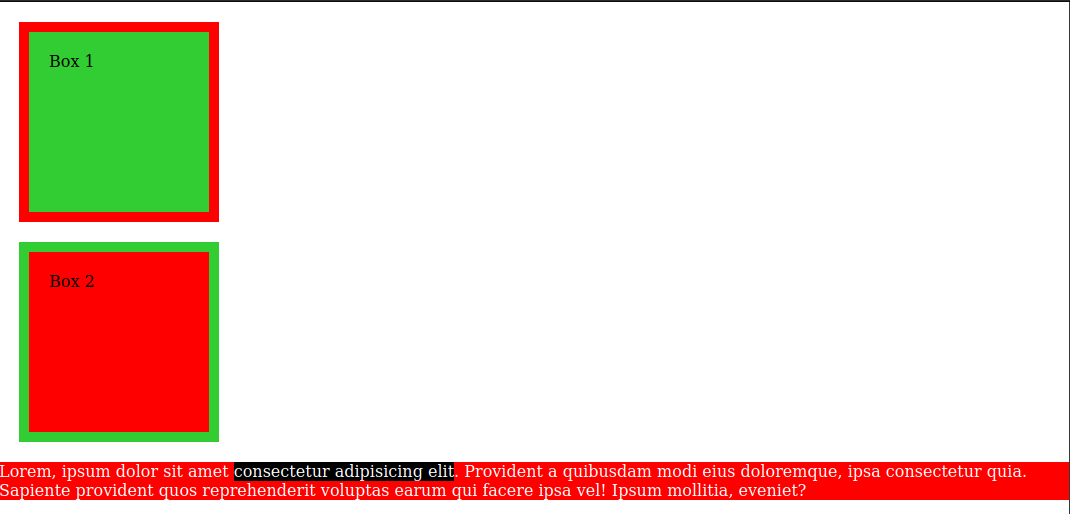 Box 1
Box 2
Lorem, ipsum dolor sit amet consectetur adipisicing elit. Provident a quibusdam modi eius doloremque, ipsa consectetur quia.
Sapiente provident quos reprehenderit voluptas earum qui facere ipsa vel! Ipsum mollitia, eveniet?